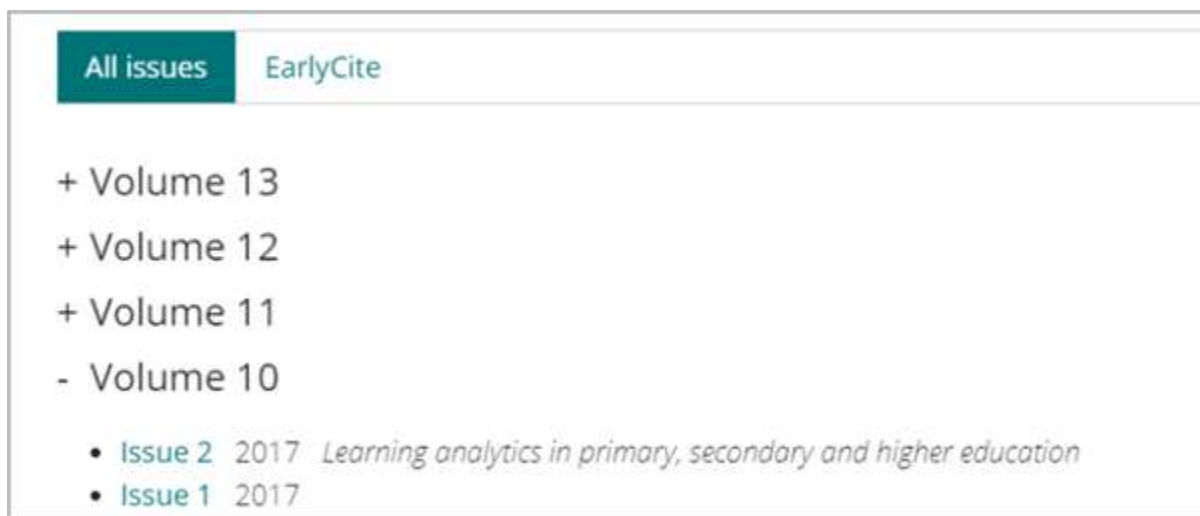 All issues EarlyCite
+ Volume 13
+ Volume 12
+ Volume 11
- Volume 10
• Issue 2 2017 Learning analytics in primary, secondary and higher education
• Issue 1 2017